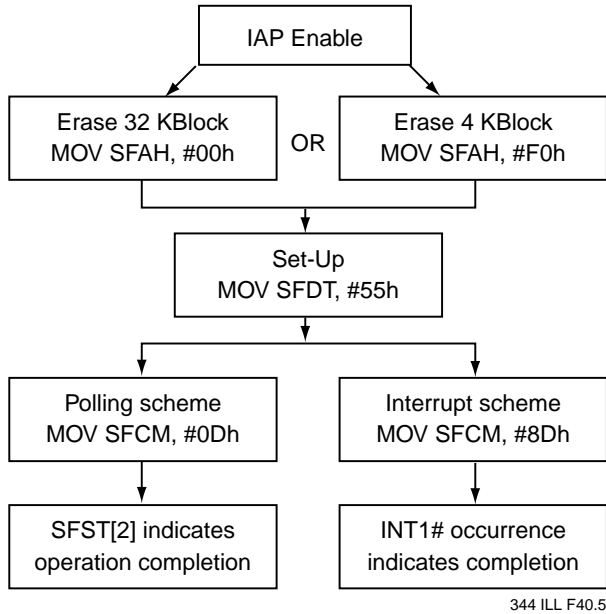 IAP Enable
Erase 32 KBlock
MOV SFAH, #00h
OR
Erase 4 KBlock
MOV SFAH, #F0h
Set-Up
MOV SFDT, #55h
Polling scheme
MOV SFCM, #0Dh
Interrupt scheme
MOV SFCM, #8Dh
SFST[2] indicates
operation completion
INT1# occurrence
indicates completion
344 ILL F40.5